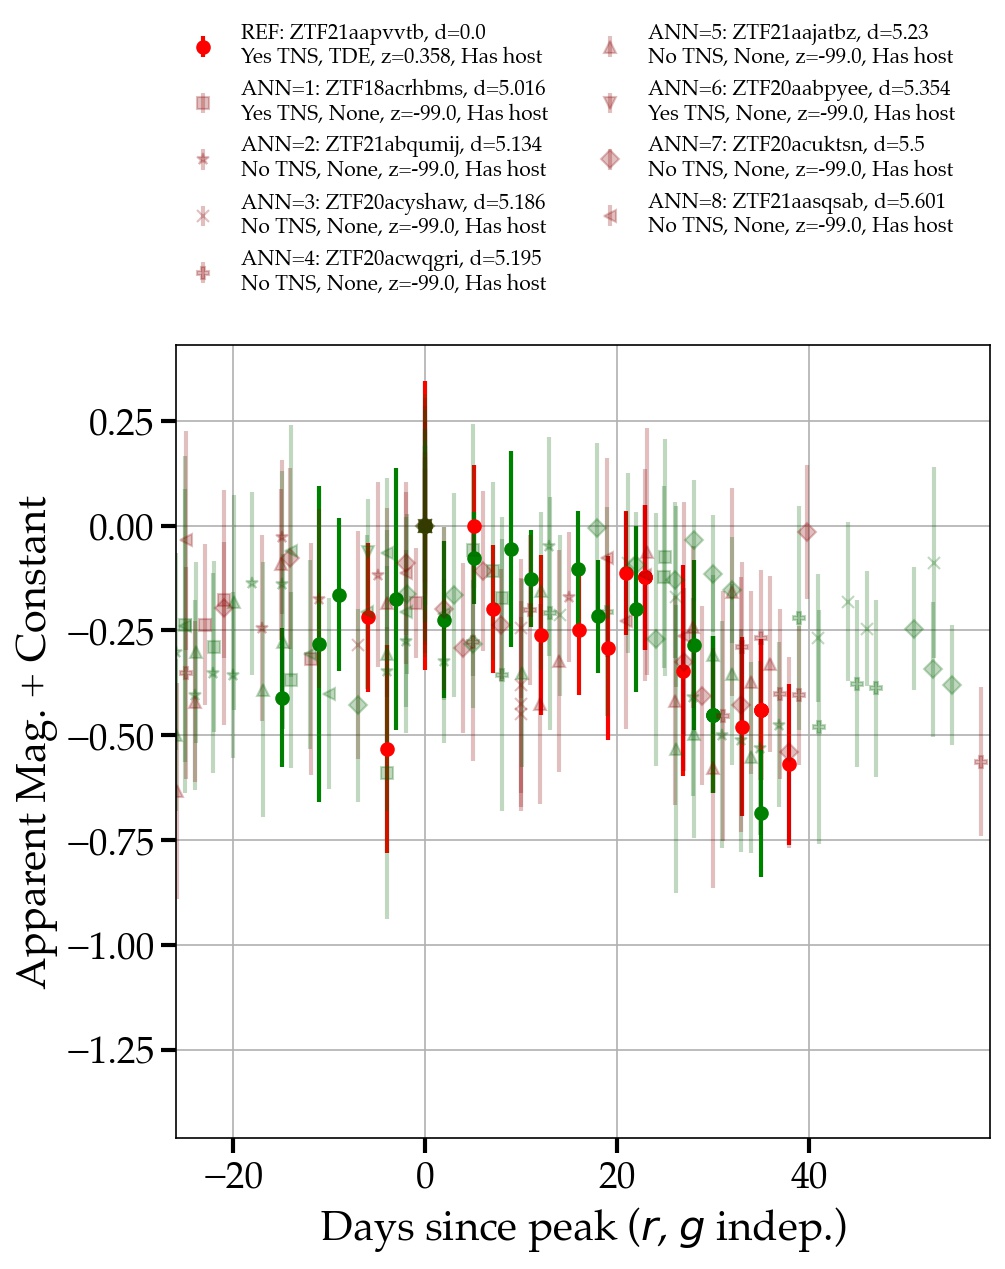 REF: ZTF21aapvvtb, d=0.0
Yes TNS, TDE, z=0.358, Has host
ANN=1: ZTF18acrhbms, d=5.016
Yes TNS, None, z=-99.0, Has host
ANN=2: ZTF21abqumij, d=5.134
No TNS, None, z=-99.0, Has host
ANN=3: ZTF20acyshaw, d=5.186
No TNS, None, z=-99.0, Has host
ANN=4: ZTF20acwqgri, d=5.195
No TNS, None, z=-99.0, Has host
ANN=5: ZTF21aajatbz, d=5.23
No TNS, None, z=-99.0, Has host
ANN=6: ZTF20aabpyee, d=5.354
Yes TNS, None, z=-99.0, Has host
ANN=7: ZTF20acuktsn, d=5.5
No TNS, None, z=-99.0, Has host
ANN=8: ZTF21aasqsab, d=5.601
No TNS, None, z=-99.0, Has host
Apparent Mag. + Constant
0.25
0.00
−0.25
−0.50
−0.75
−1.00
−1.25
−20 0 20 40
Days since peak (r, g indep.)